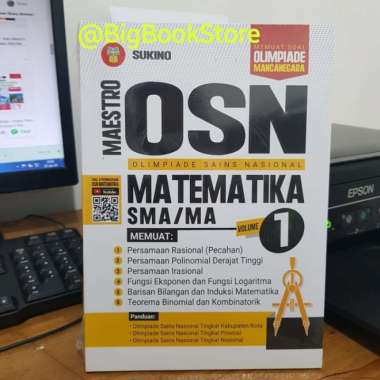 @BigBookStore
SUKINO
MEMUAT SOAL
OLIMPIADE
MANCANEGARA
MAESTRO
OSN
OLIMPIADE SAINS NASIONAL
MATEMATIKA
SMA/MA
VOLUME 1
MEMUAT:
1 Persamaan Rasional (Pecahan)
2 Persamaan Polinomial Derajat Tinggi
3 Persamaan Irasional
4 Fungsi Eksponen dan Fungsi Logaritma
5 Barisan Bilangan dan Induksi Matematika
6 Teorema Binomial dan Kombinatorik
Panduan:
• Olimpiade Sains Nasional Tingkat Kabupaten/Kota
• Olimpiade Sains Nasional Tingkat Provinsi
• Olimpiade Sains Nasional Tingkat Nasional
EPSON